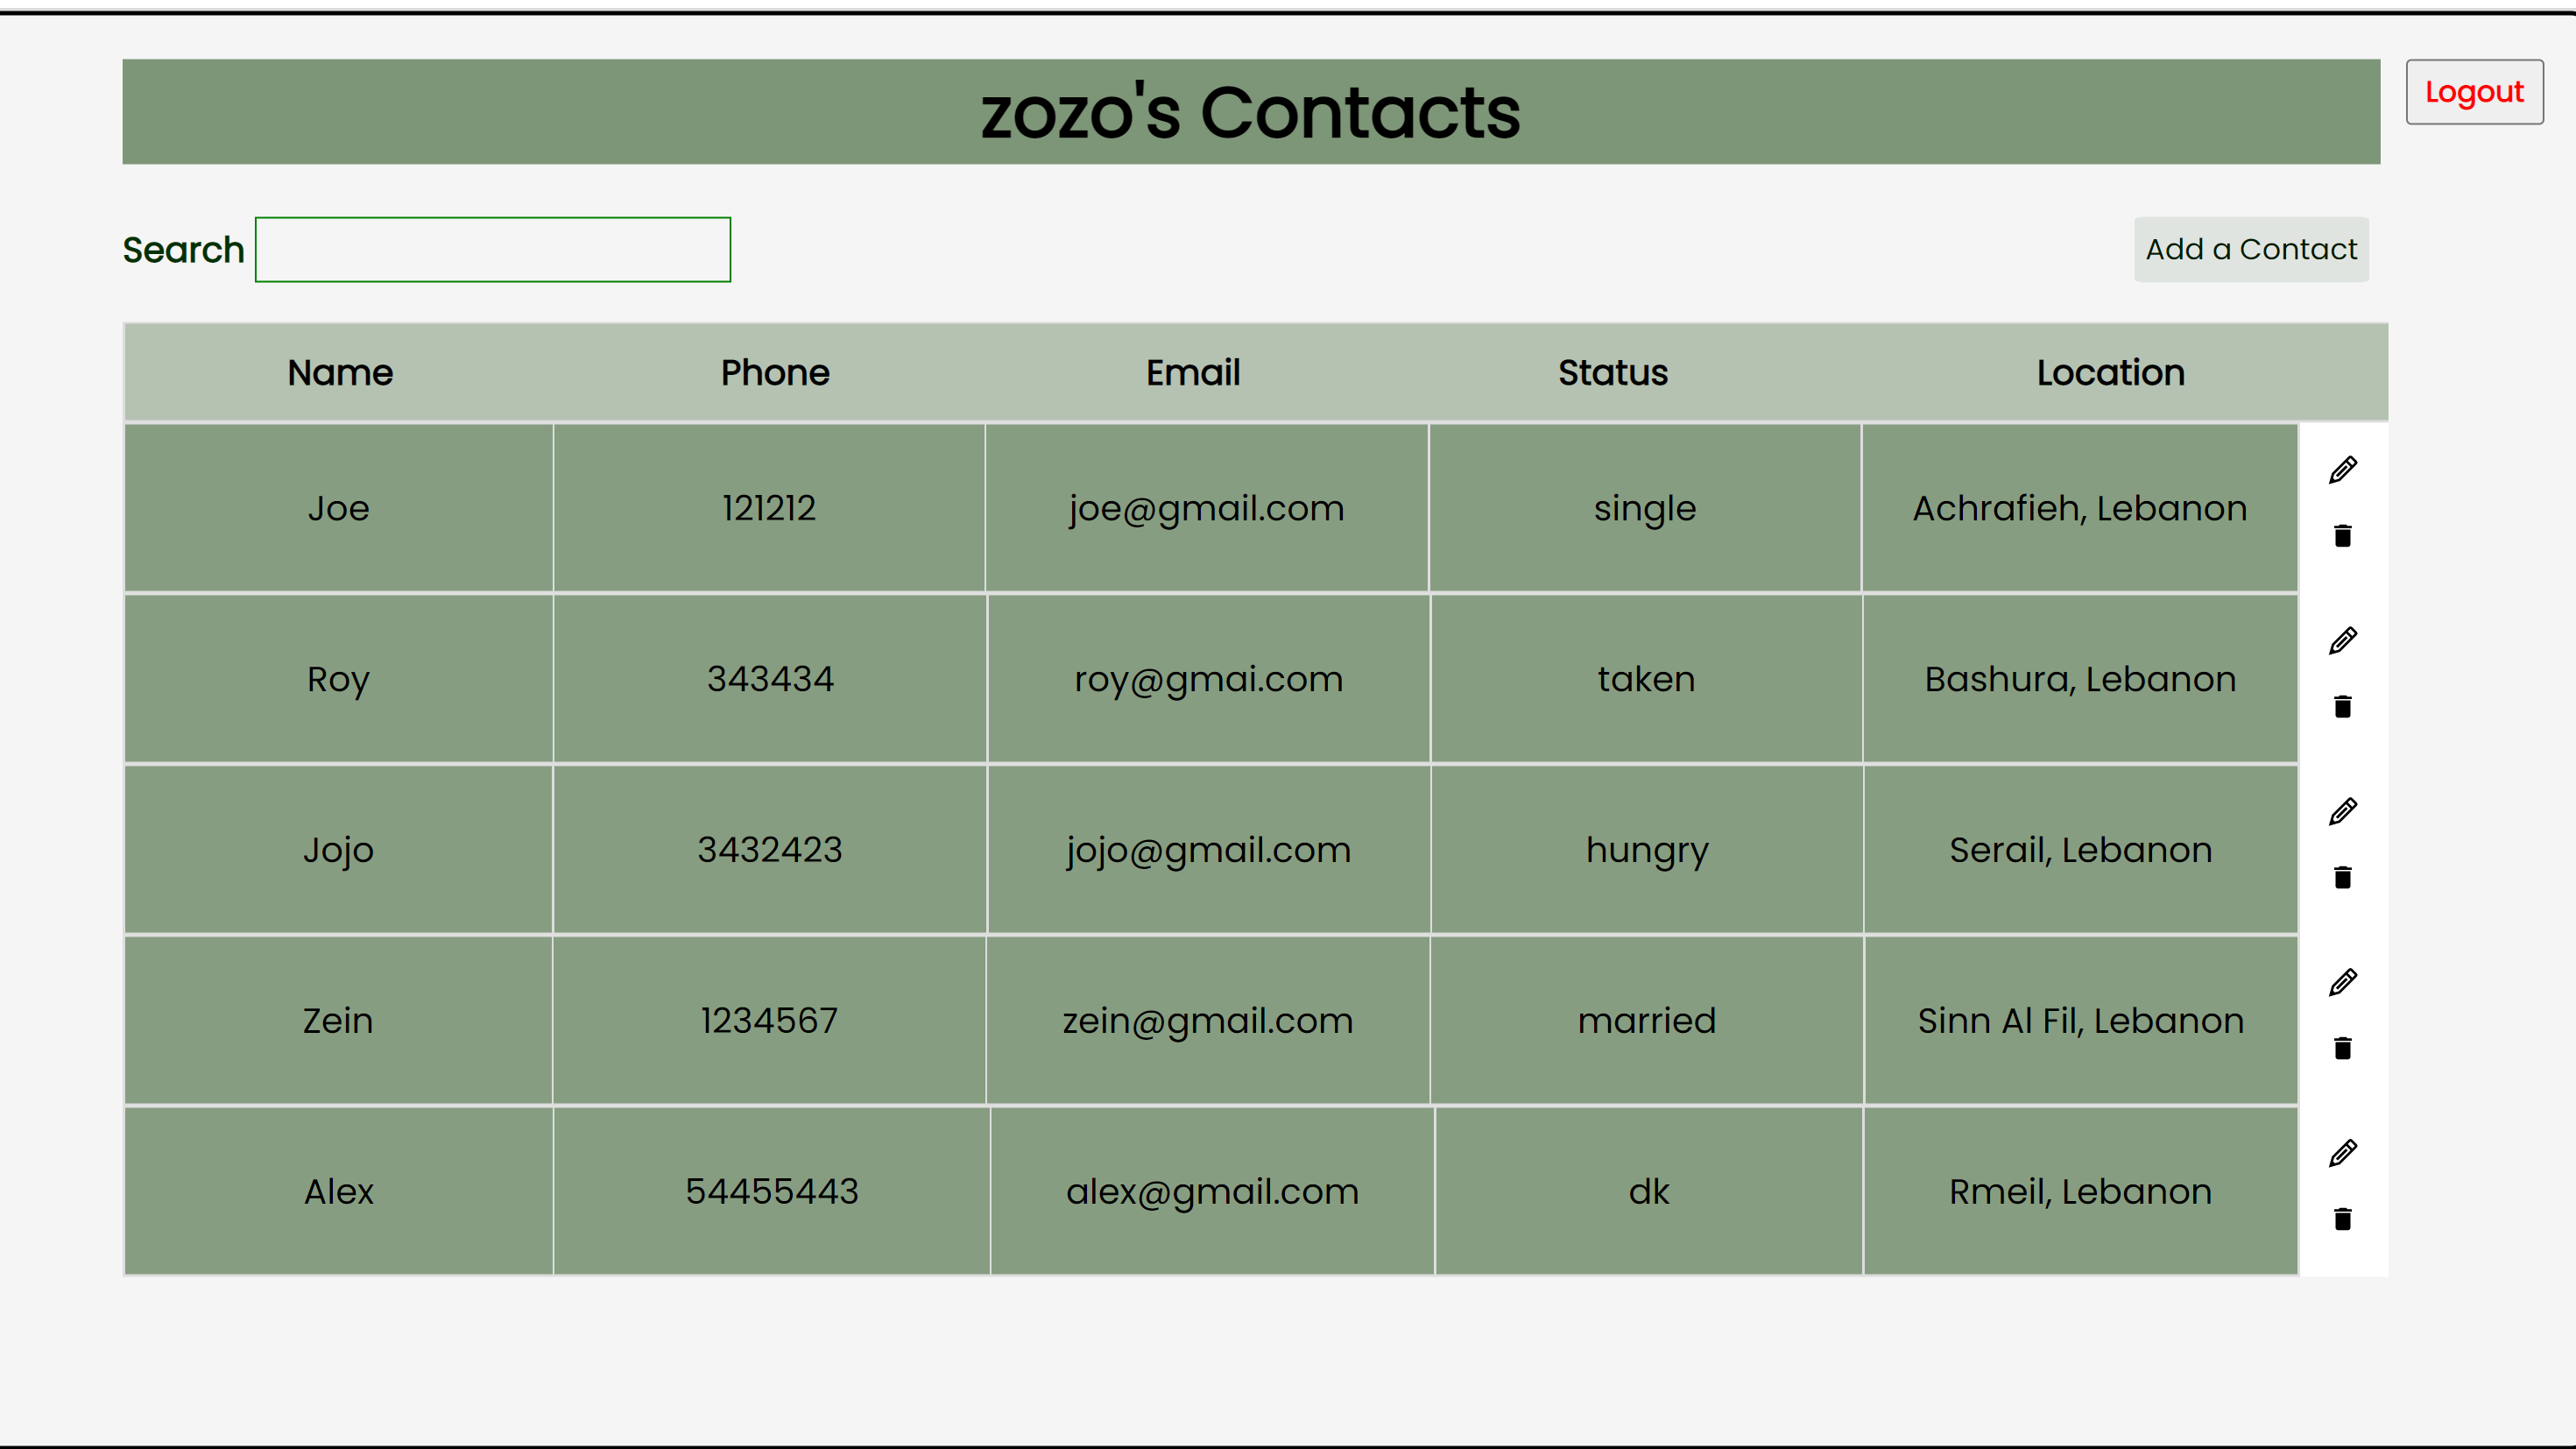 zozo's Contacts
Logout
Search
Add a Contact
Name Phone Email Status Location
Joe 121212 joe@gmail.com single Achrafieh, Lebanon
Roy 343434 roy@gmai.com taken Bashura, Lebanon
Jojo 3432423 jojo@gmail.com hungry Serail, Lebanon
Zein 1234567 zein@gmail.com married Sinn Al Fil, Lebanon
Alex 54455443 alex@gmail.com dk Rmeil, Lebanon